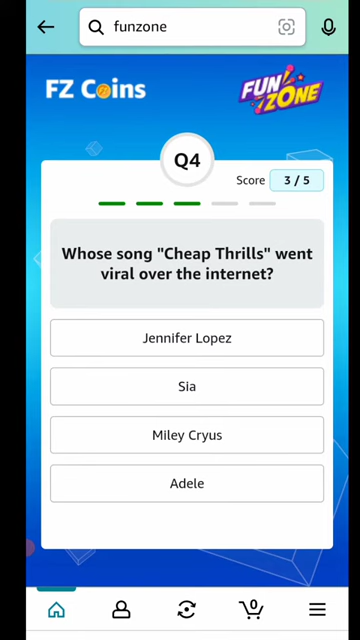 funzone
FZ Coins
FUN
ZONE
Q4
Score 3 / 5
Whose song "Cheap Thrills" went
viral over the internet?
Jennifer Lopez
Sia
Miley Cryus
Adele
0